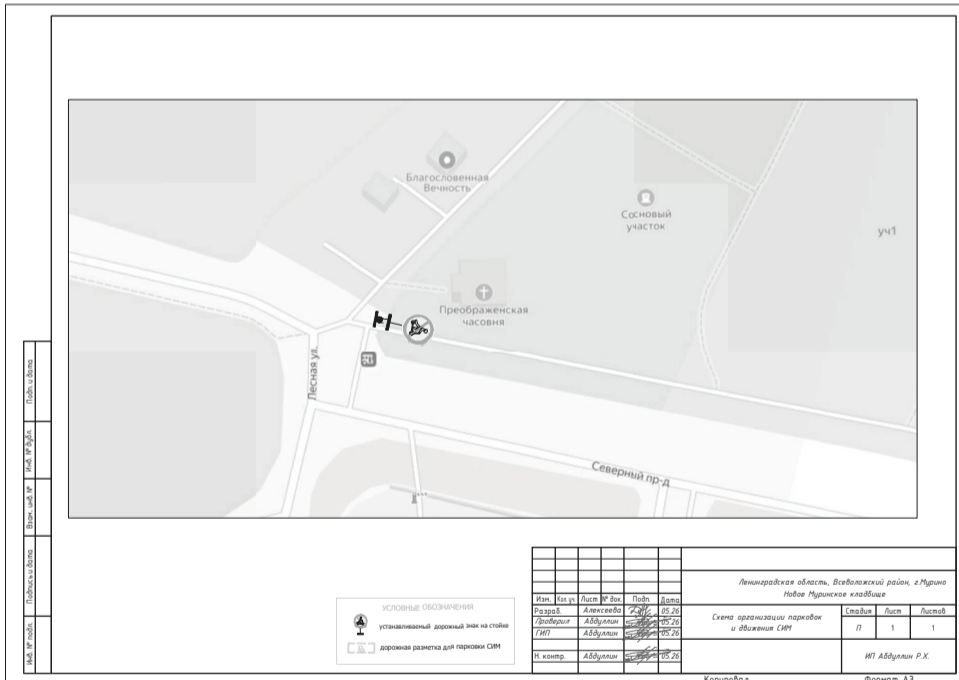 Благословенная
Вечность
Сосновый
участок
уч1
Преображенская
часовня
Лесная ул.
Северный пр-д
Подп. и дата
Инв. № дубл.
Взам. инв. №
Подпись и дата
Инв. № подл.
УСЛОВНЫЕ ОБОЗНАЧЕНИЯ
устанавливаемый дорожный знак на стойке
дорожная разметка для парковки СИМ
Ленинградская область, Всеволожский район, г.Мурино
Новое Муринское кладбище
Изм. Кол.уч. Лист № док. Подп. Дата
Разраб. Алексеева 05.26
Проверил Абдуллин 05.26
ГИП Абдуллин 05.26
Н. контр. Абдуллин 05.26
Схема организации парковок
и движения СИМ
Стадия Лист Листов
П 1 1
ИП Абдуллин Р.Х.
Копировал Формат А3